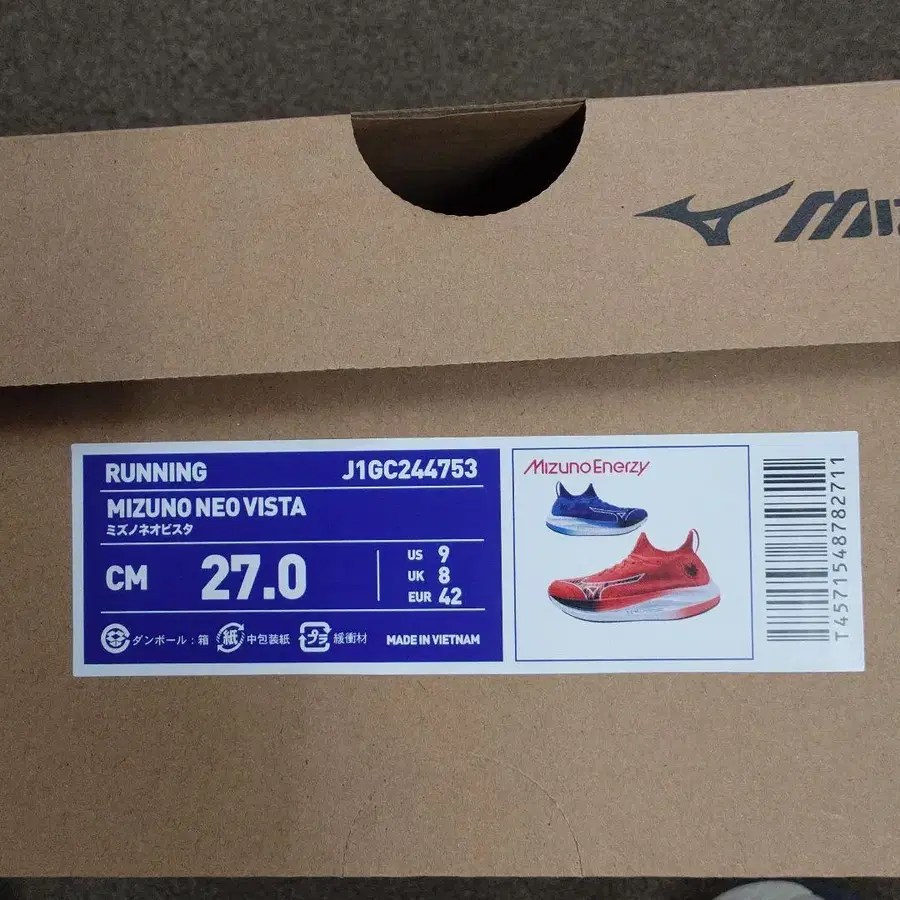 RUNNING J1GC244753
MIZUNO NEO VISTA
ミズノネオビスタ
CM 27.0
US 9
UK 8
EUR 42
ダンボール：箱 紙 中包装紙 プラ 緩衝材
MADE IN VIETNAM
Mizuno Enerzy
T4571548782711